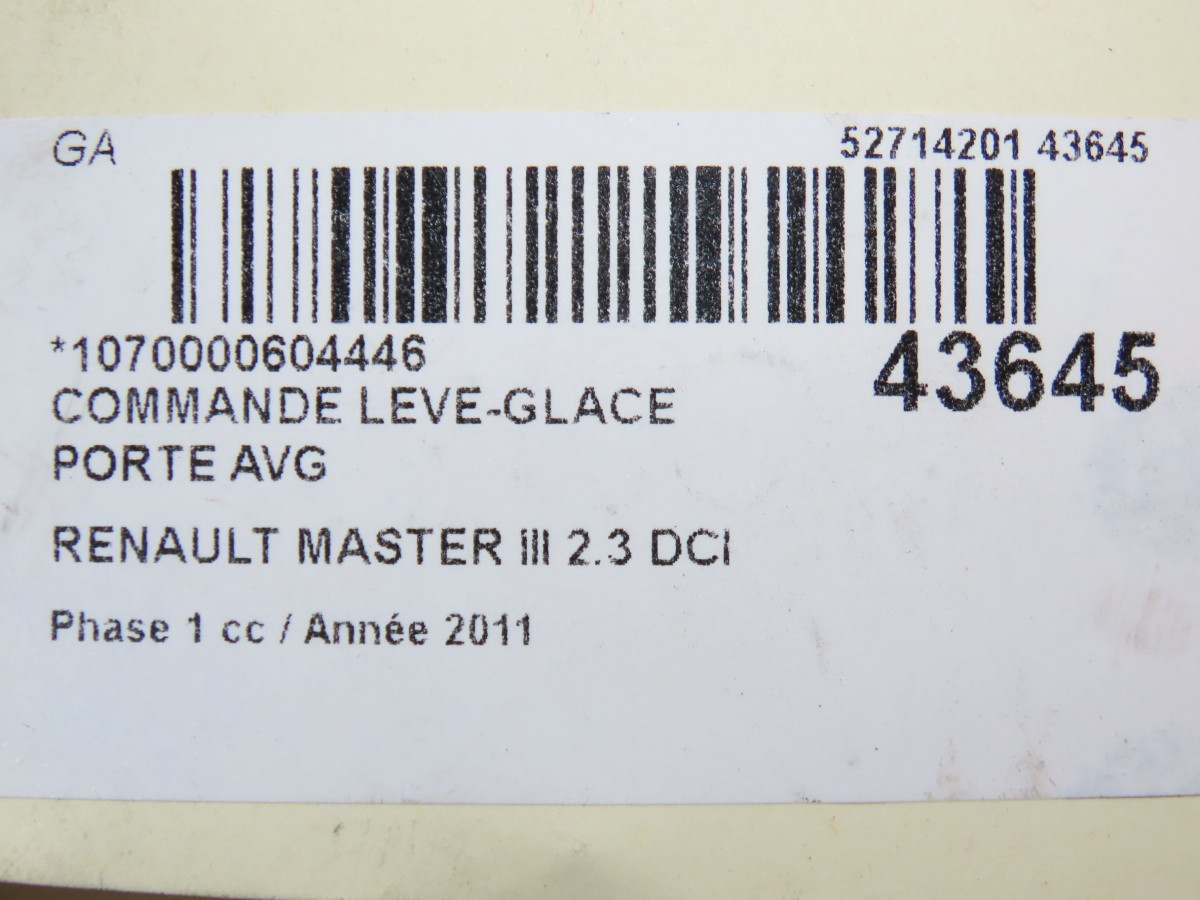 GA
52714201 43645
*1070000604446
43645
COMMANDE LEVE-GLACE
PORTE AVG
RENAULT MASTER III 2.3 DCI
Phase 1 cc / Année 2011